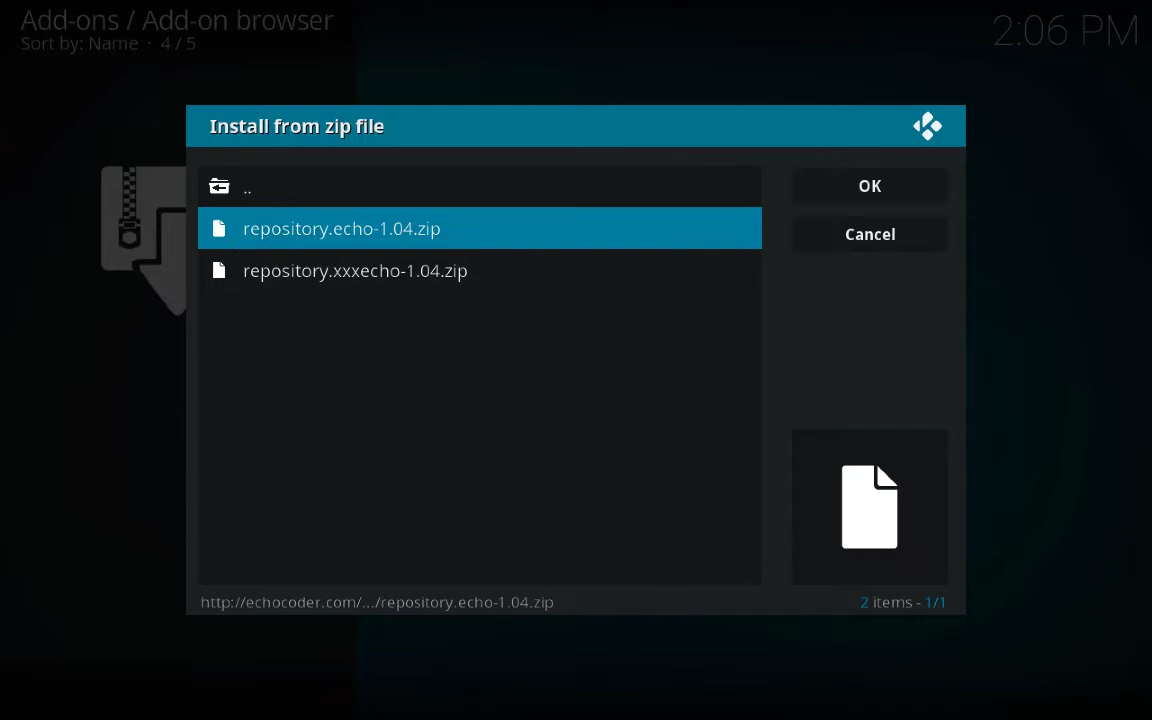 Add-ons / Add-on browser
Sort by: Name · 4 / 5
2:06 PM
Install from zip file
..
repository.echo-1.04.zip
repository.xxxecho-1.04.zip
OK
Cancel
http://echocoder.com/.../repository.echo-1.04.zip
2 items - 1/1